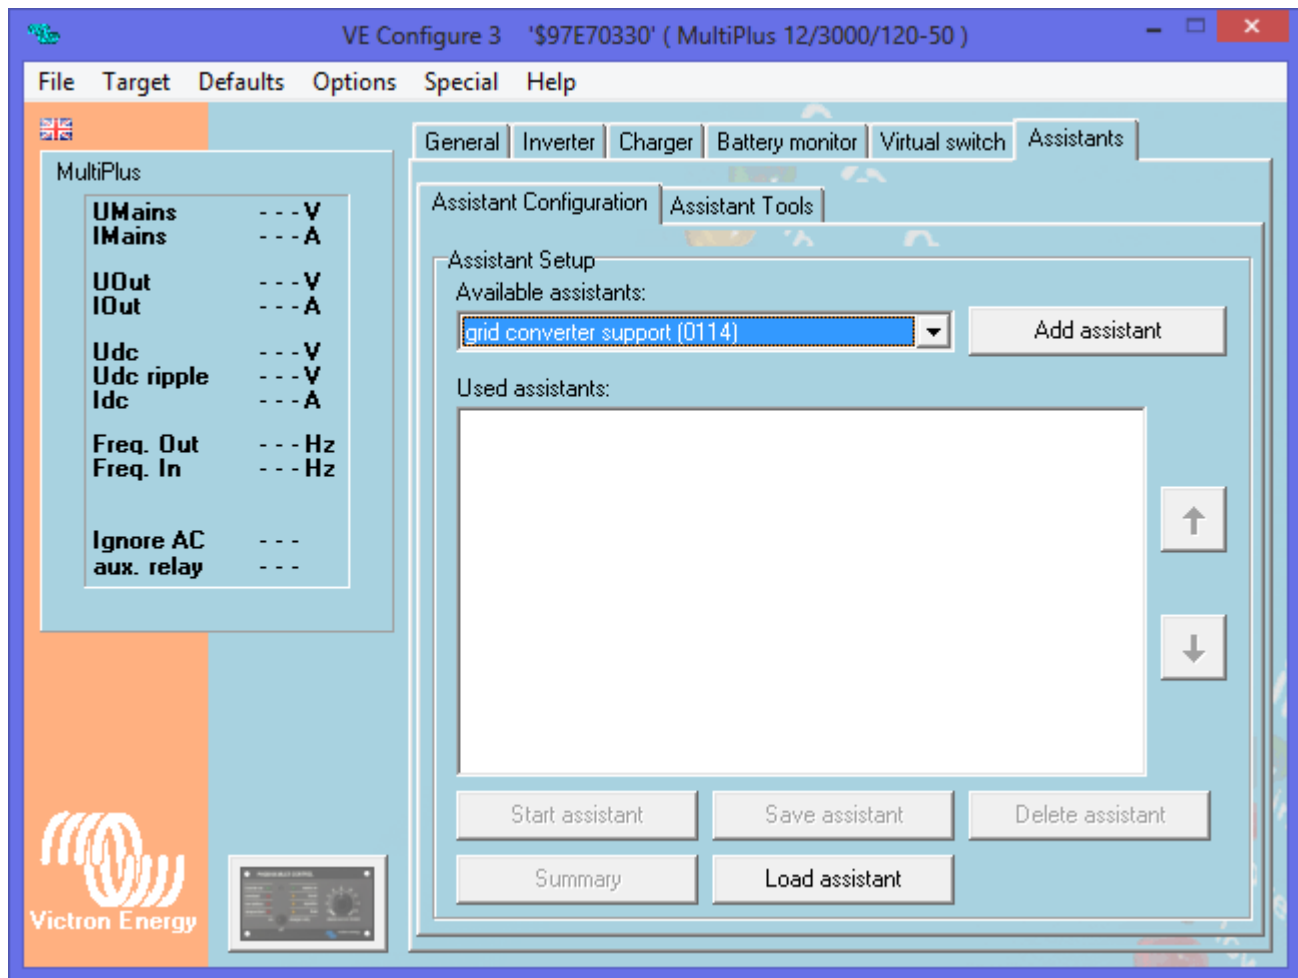 VE Configure 3 '$97E70330' ( MultiPlus 12/3000/120-50 )
File Target Defaults Options Special Help
General Inverter Charger Battery monitor Virtual switch Assistants
MultiPlus
UMains - - - V
IMains - - - A
UOut - - - V
IOut - - - A
Udc - - - V
Udc ripple - - - V
Idc - - - A
Freq. Out - - - Hz
Freq. In - - - Hz
Ignore AC - - -
aux. relay - - -
Assistant Configuration Assistant Tools
Assistant Setup
Available assistants:
grid converter support (0114)
Add assistant
Used assistants:
Start assistant Save assistant Delete assistant
Summary Load assistant
Victron Energy